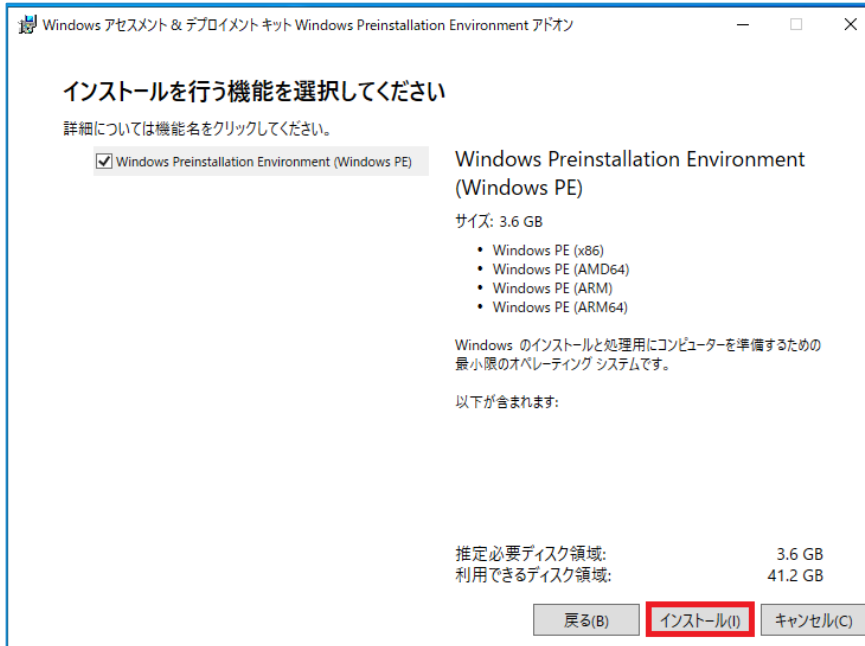 Windows アセスメント & デプロイメント キット Windows Preinstallation Environment アドオン
インストールを行う機能を選択してください
詳細については機能名をクリックしてください。
Windows Preinstallation Environment (Windows PE)
Windows Preinstallation Environment
(Windows PE)
サイズ: 3.6 GB
• Windows PE (x86)
• Windows PE (AMD64)
• Windows PE (ARM)
• Windows PE (ARM64)
Windows のインストールと処理用にコンピューターを準備するための
最小限のオペレーティング システムです。
以下が含まれます:
推定必要ディスク領域: 3.6 GB
利用できるディスク領域: 41.2 GB
戻る(B) インストール(I) キャンセル(C)